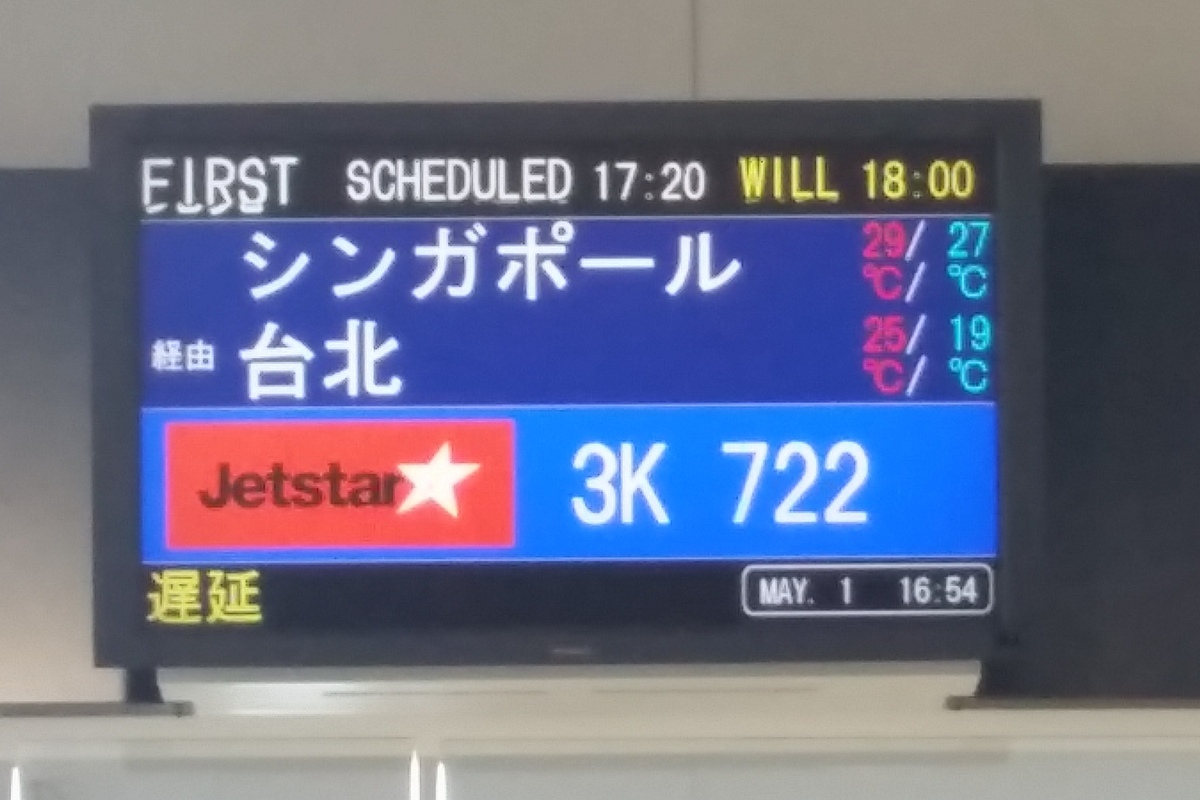 FIRST SCHEDULED 17:20 WILL 18:00
シンガポール 29/ 27
℃/ ℃
経由 台北 25/ 19
℃/ ℃
Jetstar 3K 722
遅延 MAY. 1 16:54